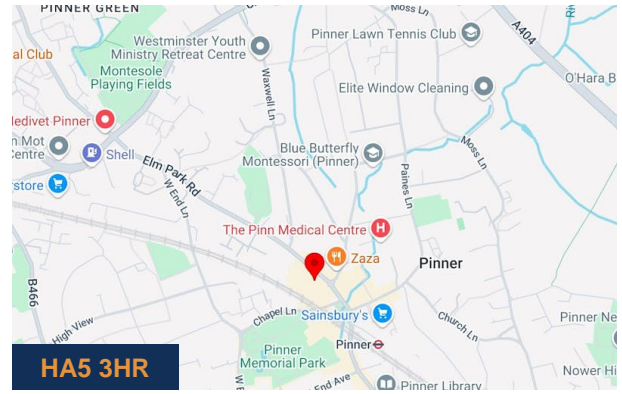 PINNER GREEN
Moss Ln
A404
Pinner Lawn Tennis Club
Westminster Youth
Ministry Retreat Centre
al Club
Montesole
Playing Fields
Waxwell Ln
Elite Window Cleaning
O'Hara B
Medivet Pinner
n Mot
Centre
Shell
Elm Park Rd
Blue Butterfly
Montessori (Pinner)
Moss Ln
Paines Ln
rstore
W End Ln
The Pinn Medical Centre
Zaza
Pinner
B466
Chapel Ln
Sainsbury's
Church Ln
High View
Pinner Ne
Pinner
Pinner
Memorial Park
Nower Hi
HA5 3HR
W E
End Ave
Pinner Library